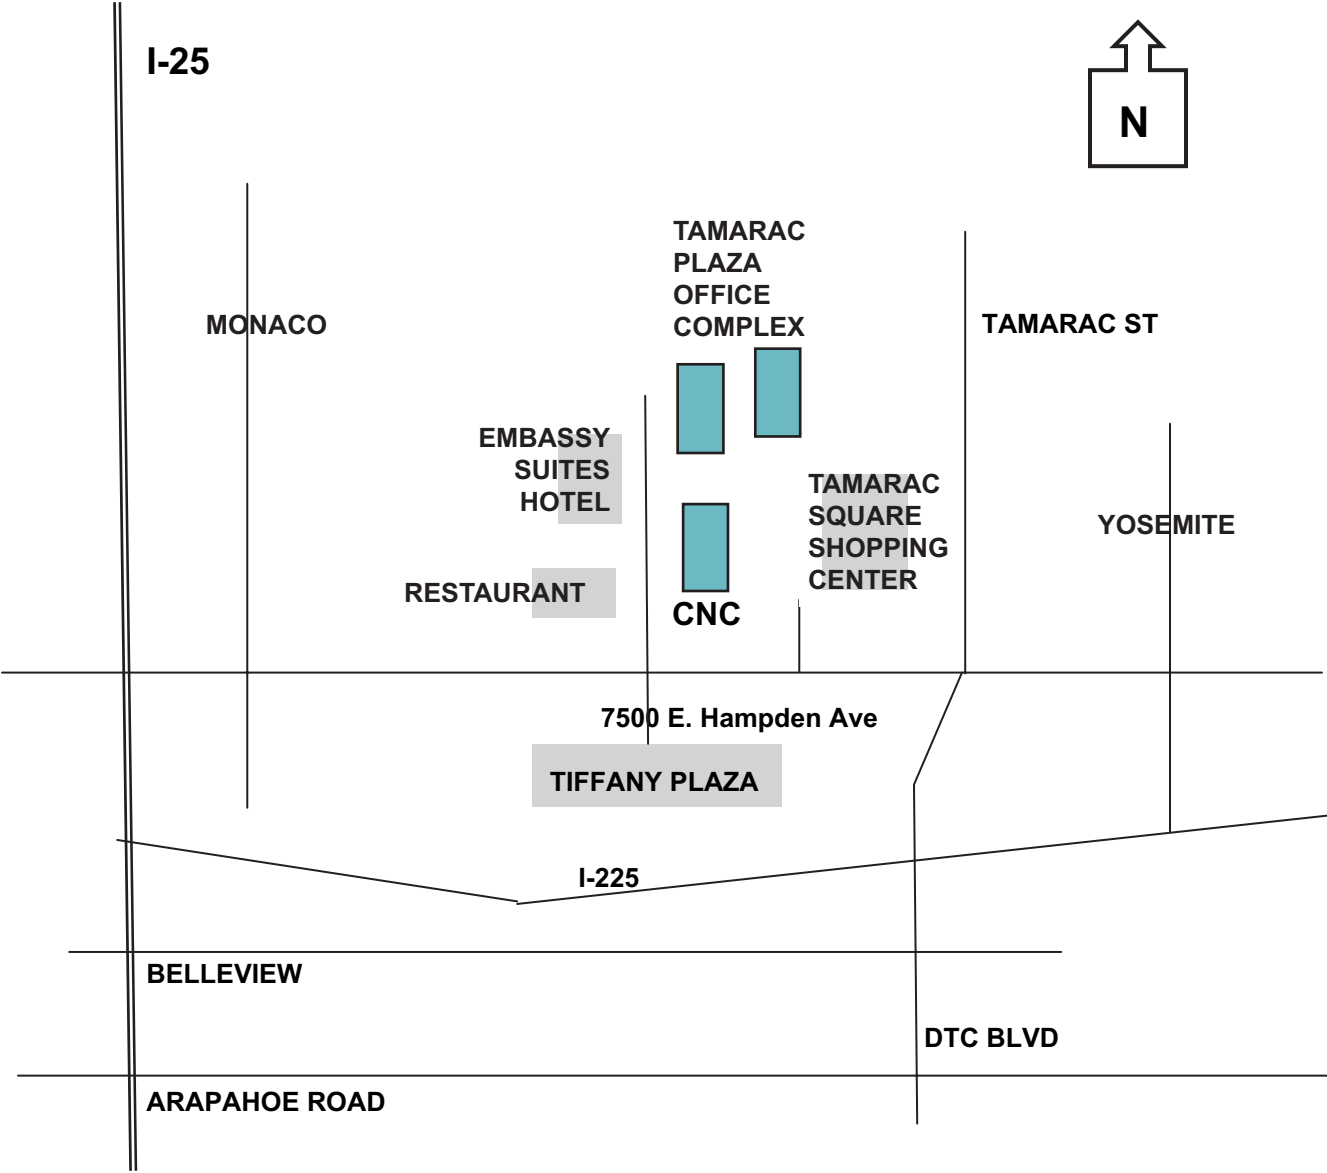 I-25
N
TAMARAC
PLAZA
OFFICE
COMPLEX
MONACO
TAMARAC ST
EMBASSY
SUITES
HOTEL
TAMARAC
SQUARE
SHOPPING
CENTER
YOSEMITE
RESTAURANT
CNC
7500 E. Hampden Ave
TIFFANY PLAZA
I-225
BELLEVIEW
DTC BLVD
ARAPAHOE ROAD